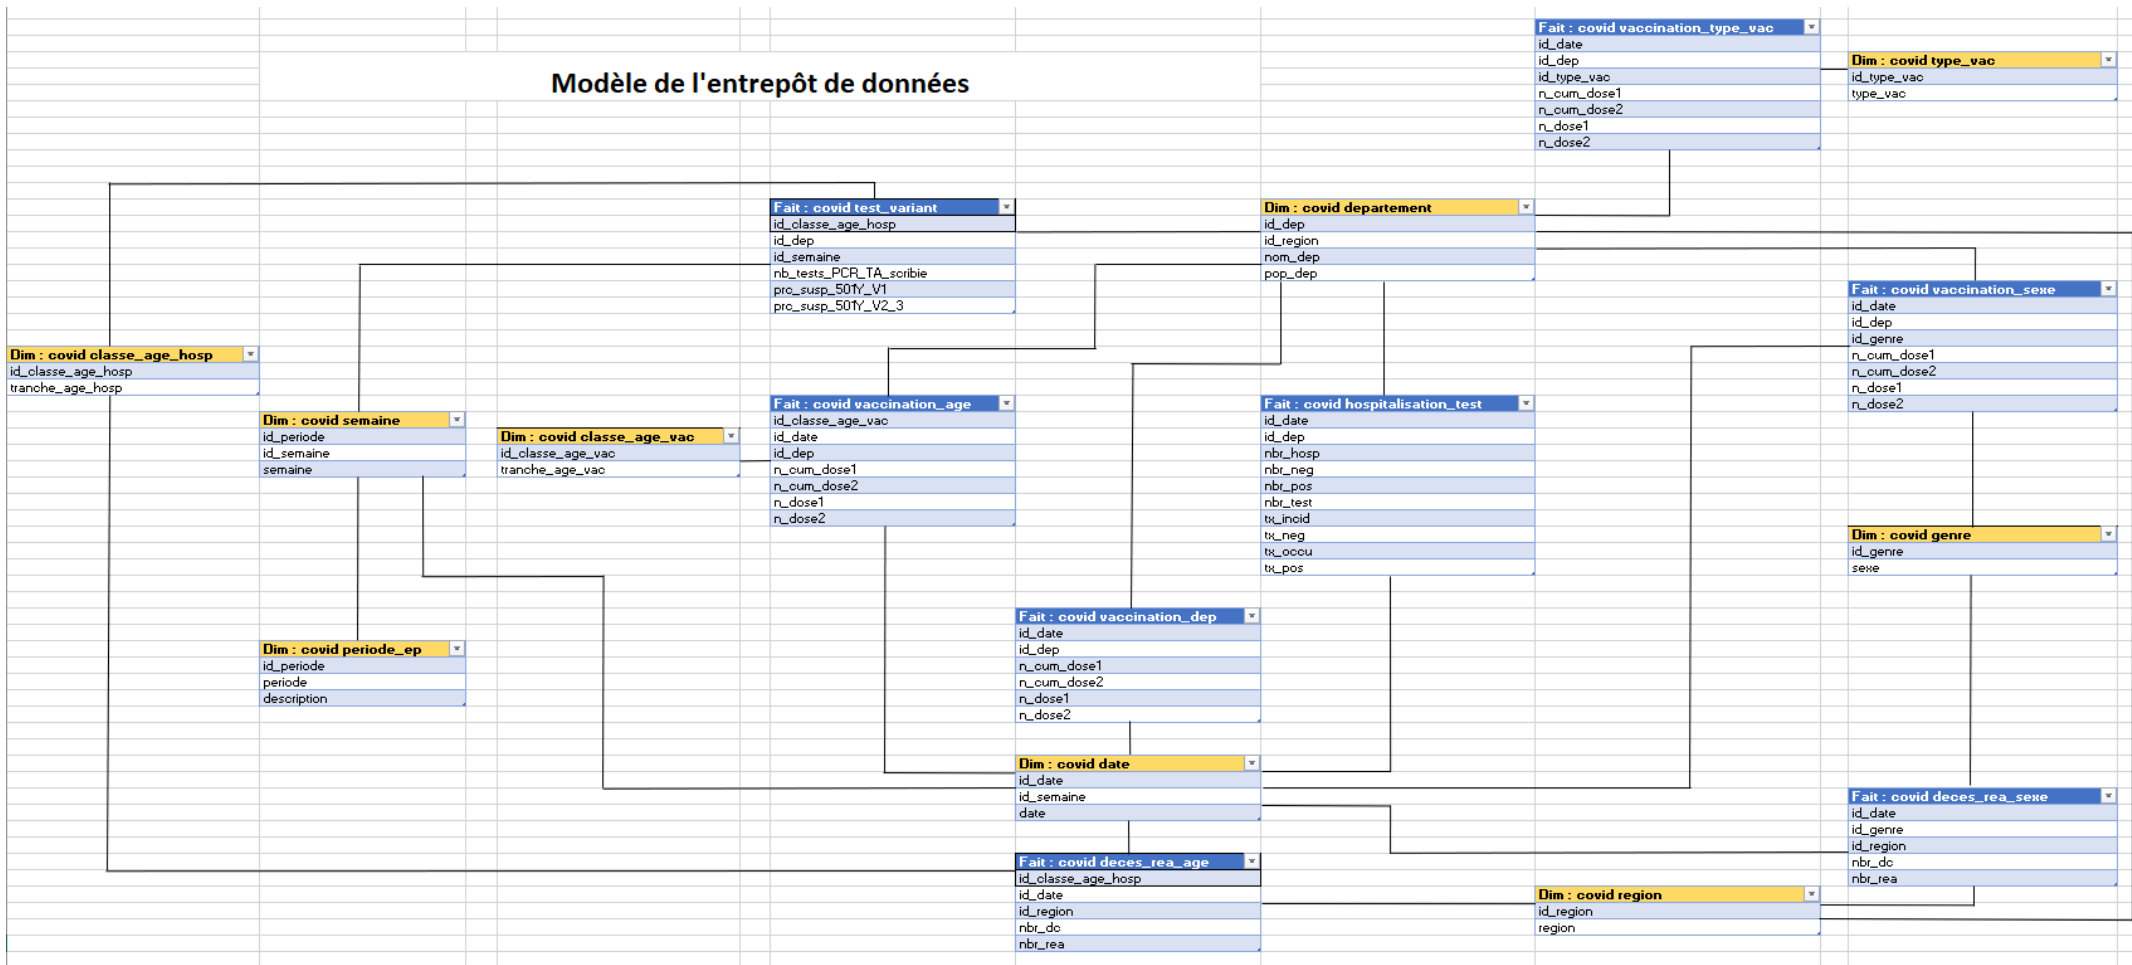 Modèle de l'entrepôt de données
Fait : covid vaccination_type_vac
id_date
id_dep
id_type_vac
n_cum_dose1
n_cum_dose2
n_dose1
n_dose2
Dim : covid type_vac
id_type_vac
type_vac
Fait : covid test_variant
id_classe_age_hosp
id_dep
id_semaine
nb_tests_PCR_TA_scribie
prc_susp_501Y_V1
prc_susp_501Y_V2_3
Dim : covid departement
id_dep
id_region
nom_dep
pop_dep
Fait : covid vaccination_sexe
id_date
id_dep
id_genre
n_cum_dose1
n_cum_dose2
n_dose1
n_dose2
Dim : covid classe_age_hosp
id_classe_age_hosp
tranche_age_hosp
Dim : covid semaine
id_periode
id_semaine
semaine
Dim : covid classe_age_vac
id_classe_age_vac
tranche_age_vac
Fait : covid vaccination_age
id_classe_age_vac
id_date
id_dep
n_cum_dose1
n_cum_dose2
n_dose1
n_dose2
Fait : covid hospitalisation_test
id_date
id_dep
nbr_hosp
nbr_neg
nbr_pos
nbr_test
tx_incid
tx_neg
tx_occu
tx_pos
Dim : covid genre
id_genre
sexe
Dim : covid periode_ep
id_periode
periode
description
Fait : covid vaccination_dep
id_date
id_dep
n_cum_dose1
n_cum_dose2
n_dose1
n_dose2
Dim : covid date
id_date
id_semaine
date
Fait : covid deces_rea_sexe
id_date
id_genre
id_region
nbr_dc
nbr_rea
Fait : covid deces_rea_age
id_classe_age_hosp
id_date
id_region
nbr_dc
nbr_rea
Dim : covid region
id_region
region